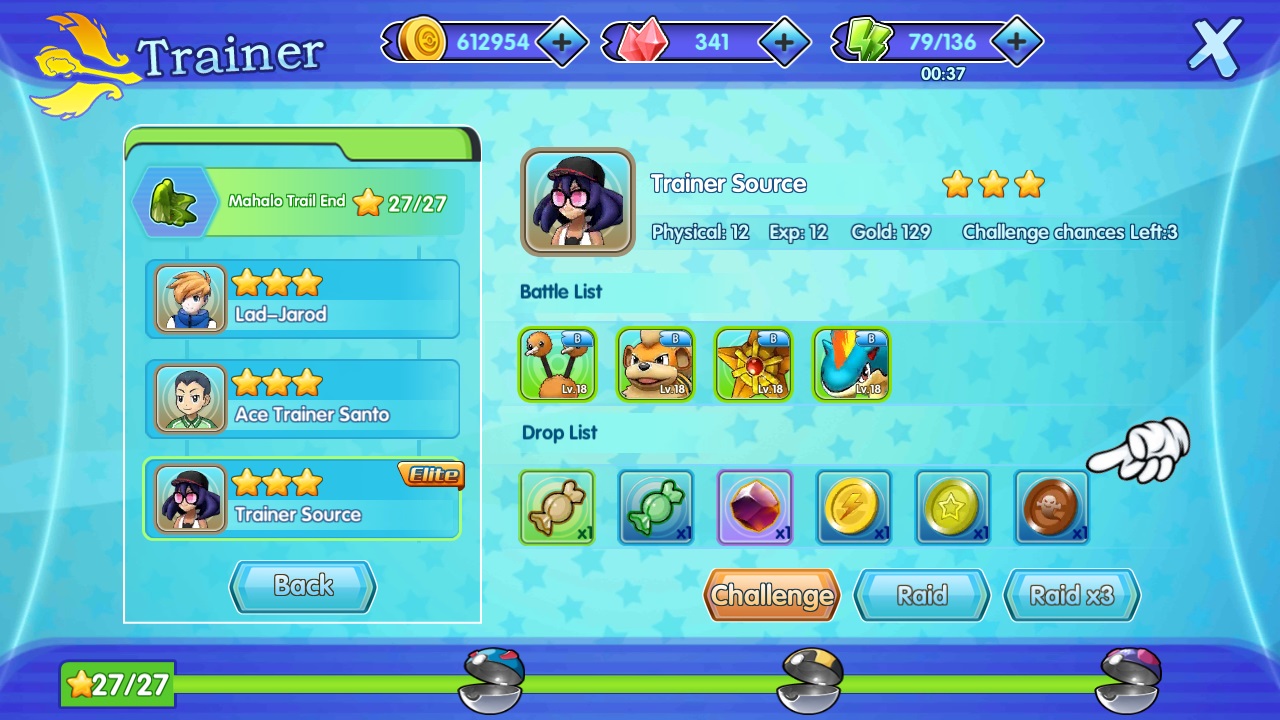 Trainer
612954
341
79/136
00:37
Mahalo Trail End 27/27
Lad-Jarod
Ace Trainer Santo
Elite
Trainer Source
Back
Trainer Source
Physical: 12 Exp: 12 Gold: 129 Challenge chances Left:3
Battle List
B B B B
Lv.18 Lv.18 Lv.18 Lv.18
Drop List
x1 x1 x1 x1 x1 x1
Challenge Raid Raid x3
27/27